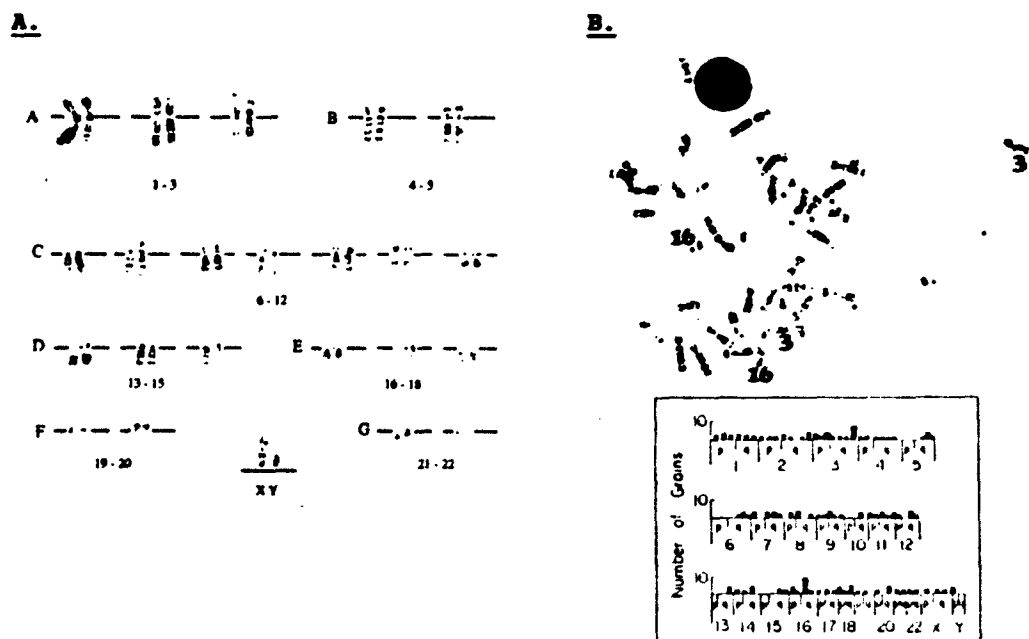 A.
A
B
1-3
4-5
C
6-12
D
E
13-15
16-18
F
G
19-20
21-22
XY
B.
3
16
3
16
Number of Grains
10
p q p q p q p q p q
1 2 3 4 5
10
p q p q p q p q p q p q p q
6 7 8 9 10 11 12
10
13 14 15 16 17 18 20 22 X Y